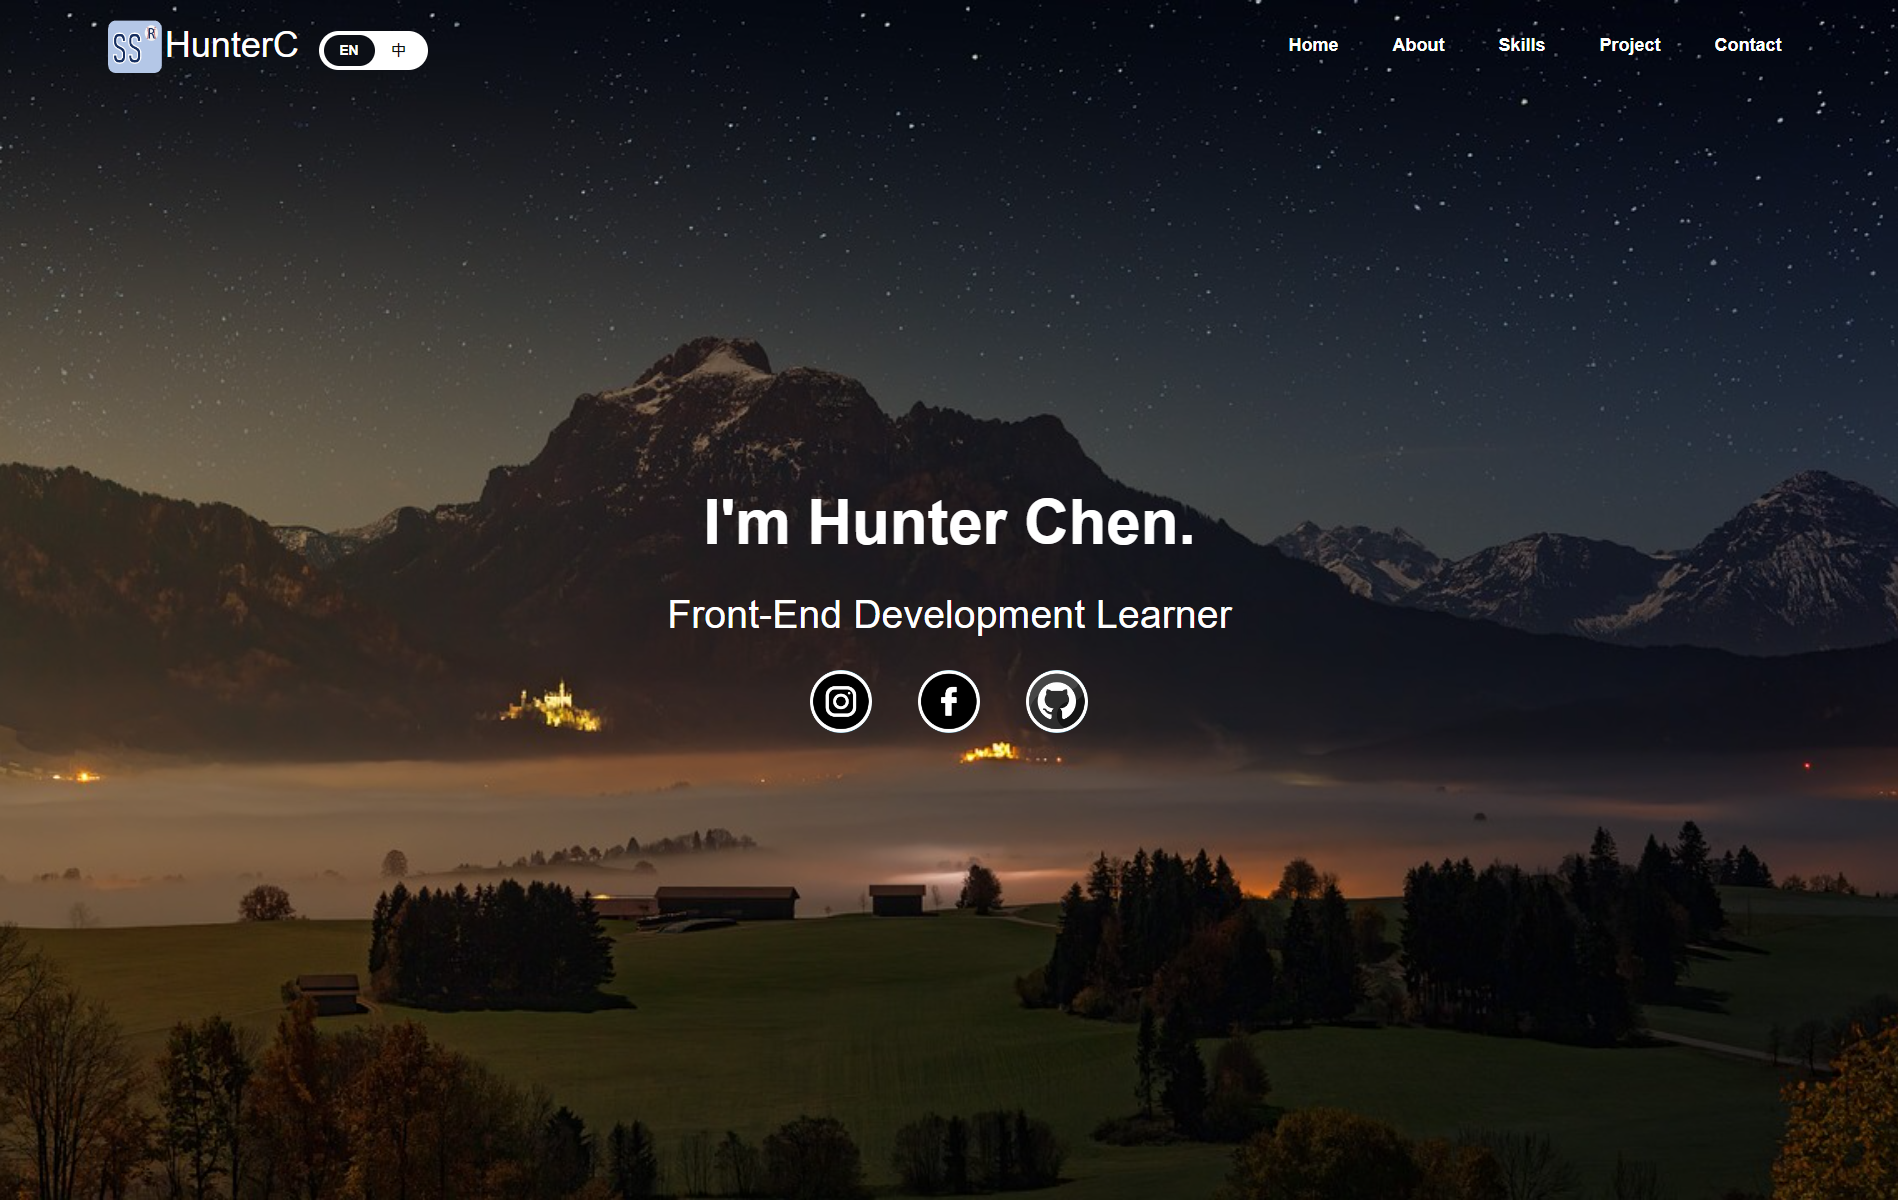 SS R HunterC EN 中 Home About Skills Project Contact
I'm Hunter Chen.
Front-End Development Learner